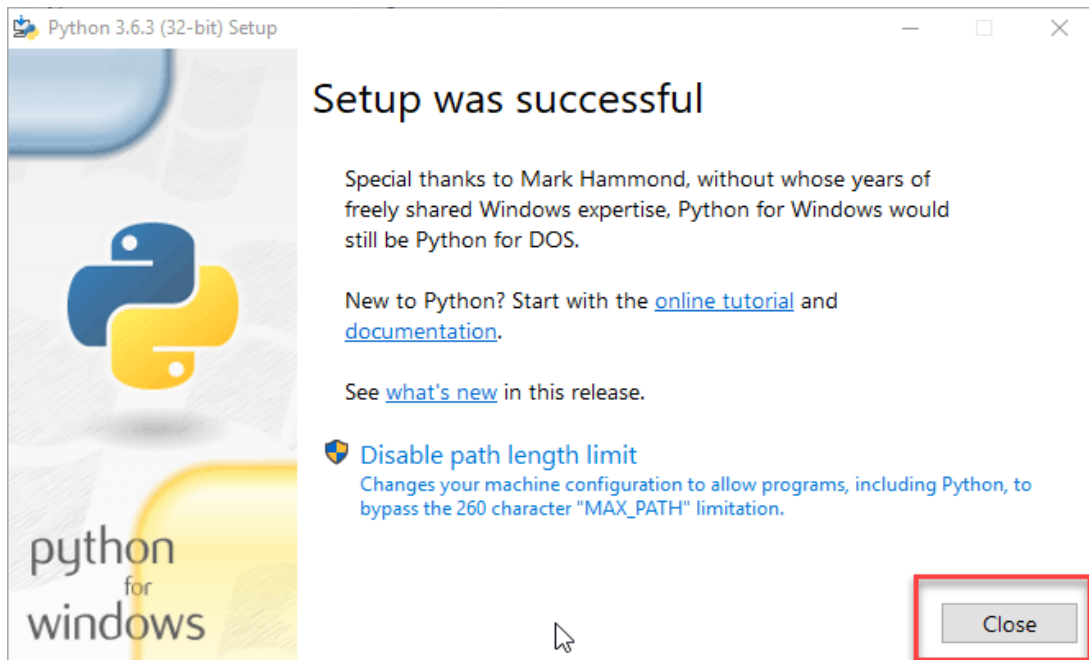 Python 3.6.3 (32-bit) Setup
Setup was successful
Special thanks to Mark Hammond, without whose years of
freely shared Windows expertise, Python for Windows would
still be Python for DOS.
New to Python? Start with the online tutorial and
documentation.
See what's new in this release.
Disable path length limit
Changes your machine configuration to allow programs, including Python, to
bypass the 260 character "MAX_PATH" limitation.
python
for
windows
Close